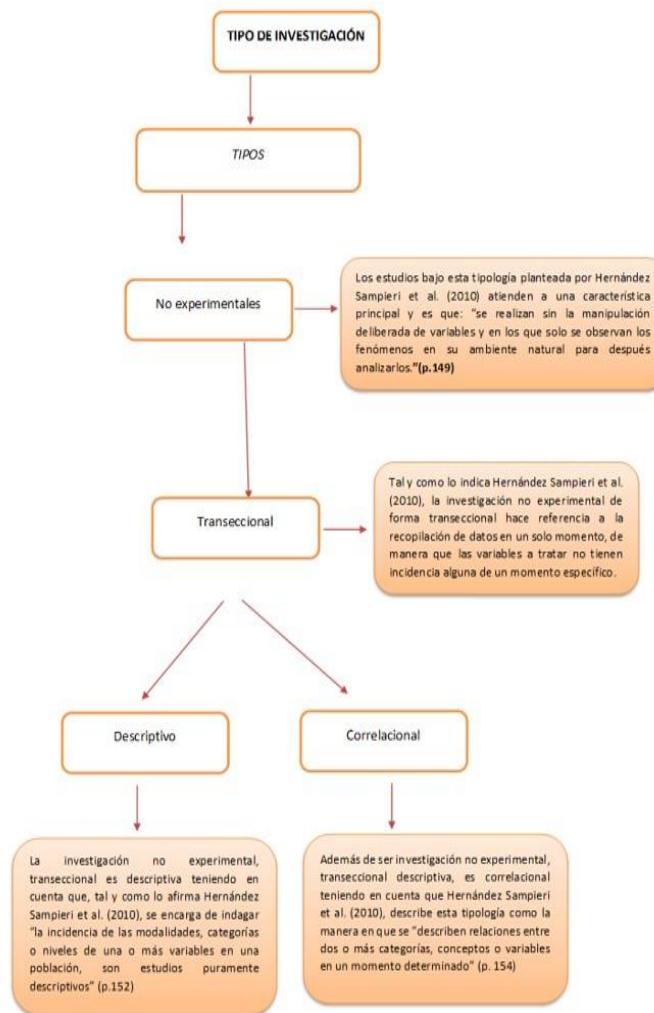 TIPO DE INVESTIGACIÓN
TIPOS
No experimentales
Los estudios bajo esta tipología planteada por Hernández
Sampieri et al. (2010) atienden a una característica
principal y es que: “se realizan sin la manipulación
deliberada de variables y en los que solo se observan los
fenómenos en su ambiente natural para después
analizarlos.”(p.149)
Transeccional
Tal y como lo indica Hernández Sampieri et al.
(2010), la investigación no experimental de
forma transeccional hace referencia a la
recopilación de datos en un solo momento, de
manera que las variables a tratar no tienen
incidencia alguna de un momento específico.
Descriptivo
Correlacional
La investigación no experimental,
transeccional es descriptiva teniendo en
cuenta que, tal y como lo afirma Hernández
Sampieri et al. (2010), se encarga de indagar
“la incidencia de las modalidades, categorías
o niveles de una o más variables en una
población, son estudios puramente
descriptivos” (p.152)
Además de ser investigación no experimental,
transeccional descriptiva, es correlacional
teniendo en cuenta que Hernández Sampieri
et al. (2010), describe esta tipología como la
manera en que se “describen relaciones entre
dos o más categorías, conceptos o variables
en un momento determinado” (p. 154)